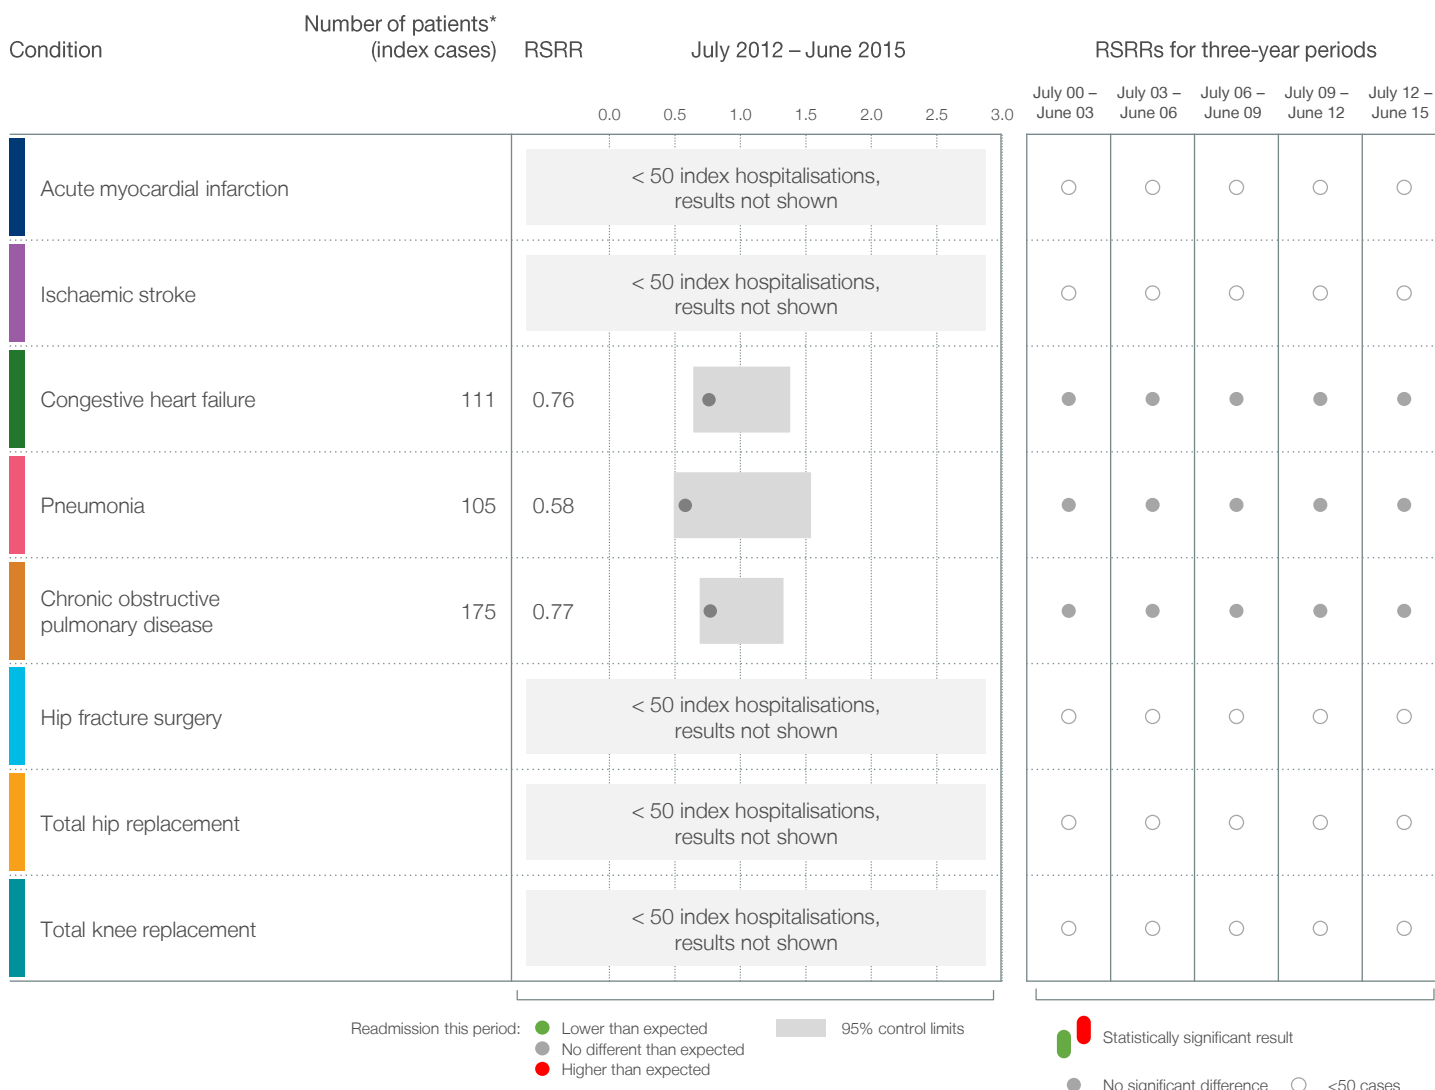 Condition
Number of patients*
(index cases)
RSRR
July 2012 – June 2015
RSRRs for three-year periods
0.0 0.5 1.0 1.5 2.0 2.5 3.0
July 00 –
June 03
July 03 –
June 06
July 06 –
June 09
July 09 –
June 12
July 12 –
June 15
Acute myocardial infarction
< 50 index hospitalisations,
results not shown
Ischaemic stroke
< 50 index hospitalisations,
results not shown
Congestive heart failure 111 0.76
Pneumonia 105 0.58
Chronic obstructive
pulmonary disease
175 0.77
Hip fracture surgery
< 50 index hospitalisations,
results not shown
Total hip replacement
< 50 index hospitalisations,
results not shown
Total knee replacement
< 50 index hospitalisations,
results not shown
Readmission this period:
Lower than expected
No different than expected
Higher than expected
95% control limits
Statistically significant result
No significant difference
<50 cases